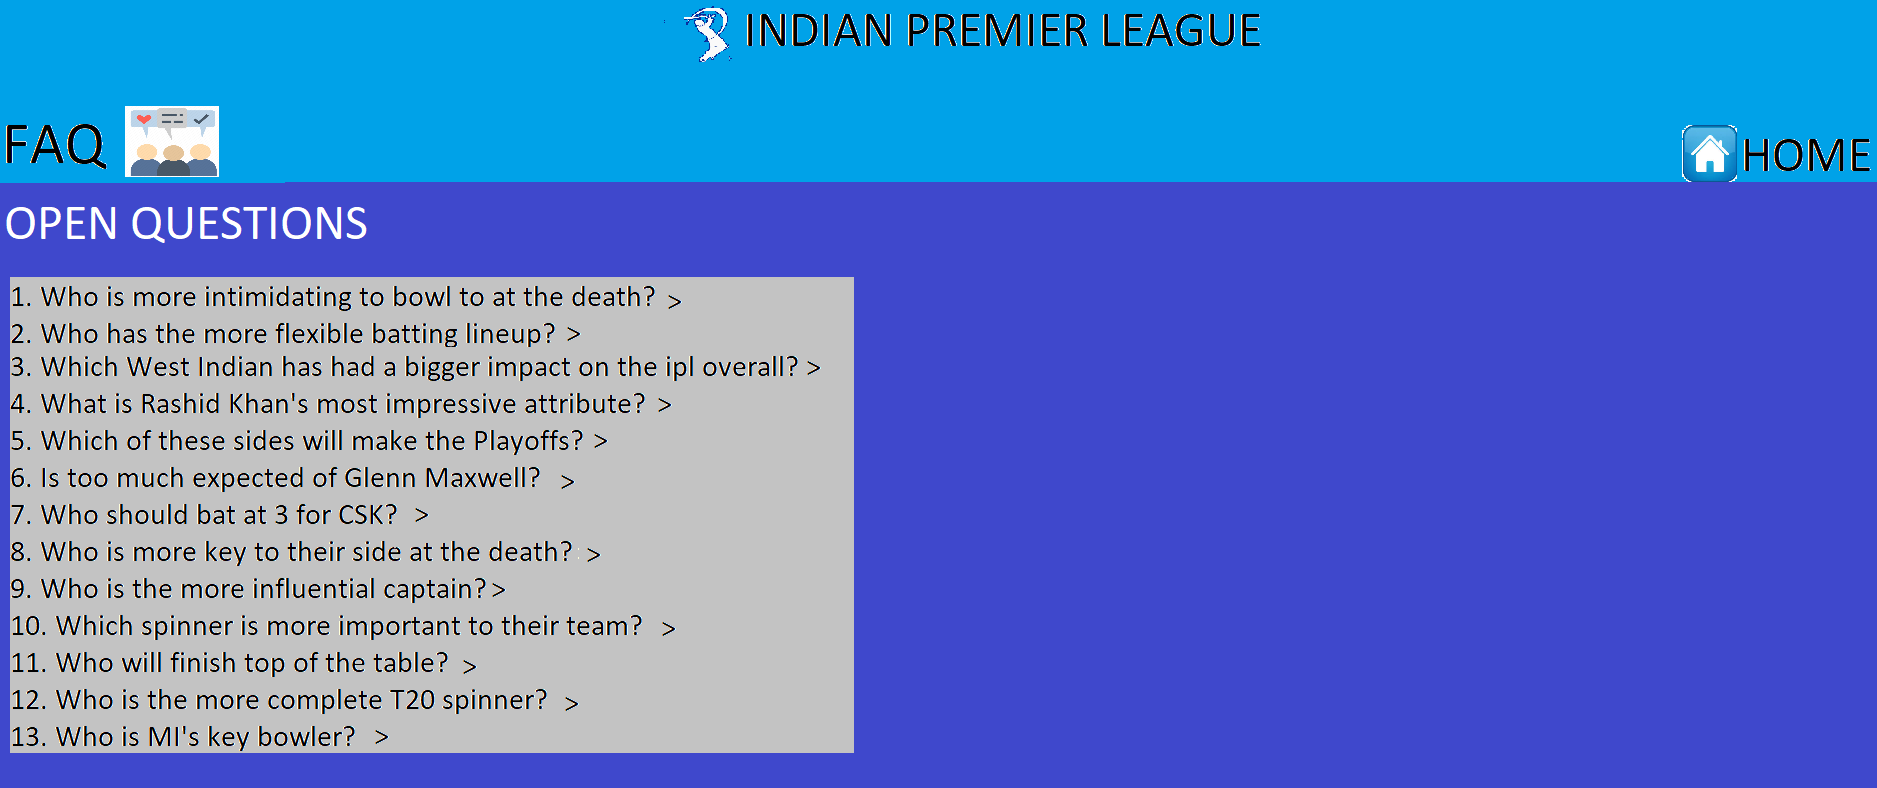 INDIAN PREMIER LEAGUE
FAQ
HOME
OPEN QUESTIONS
1. Who is more intimidating to bowl to at the death? >
2. Who has the more flexible batting lineup? >
3. Which West Indian has had a bigger impact on the ipl overall? >
4. What is Rashid Khan's most impressive attribute? >
5. Which of these sides will make the Playoffs? >
6. Is too much expected of Glenn Maxwell? >
7. Who should bat at 3 for CSK? >
8. Who is more key to their side at the death? >
9. Who is the more influential captain? >
10. Which spinner is more important to their team? >
11. Who will finish top of the table? >
12. Who is the more complete T20 spinner? >
13. Who is MI's key bowler? >